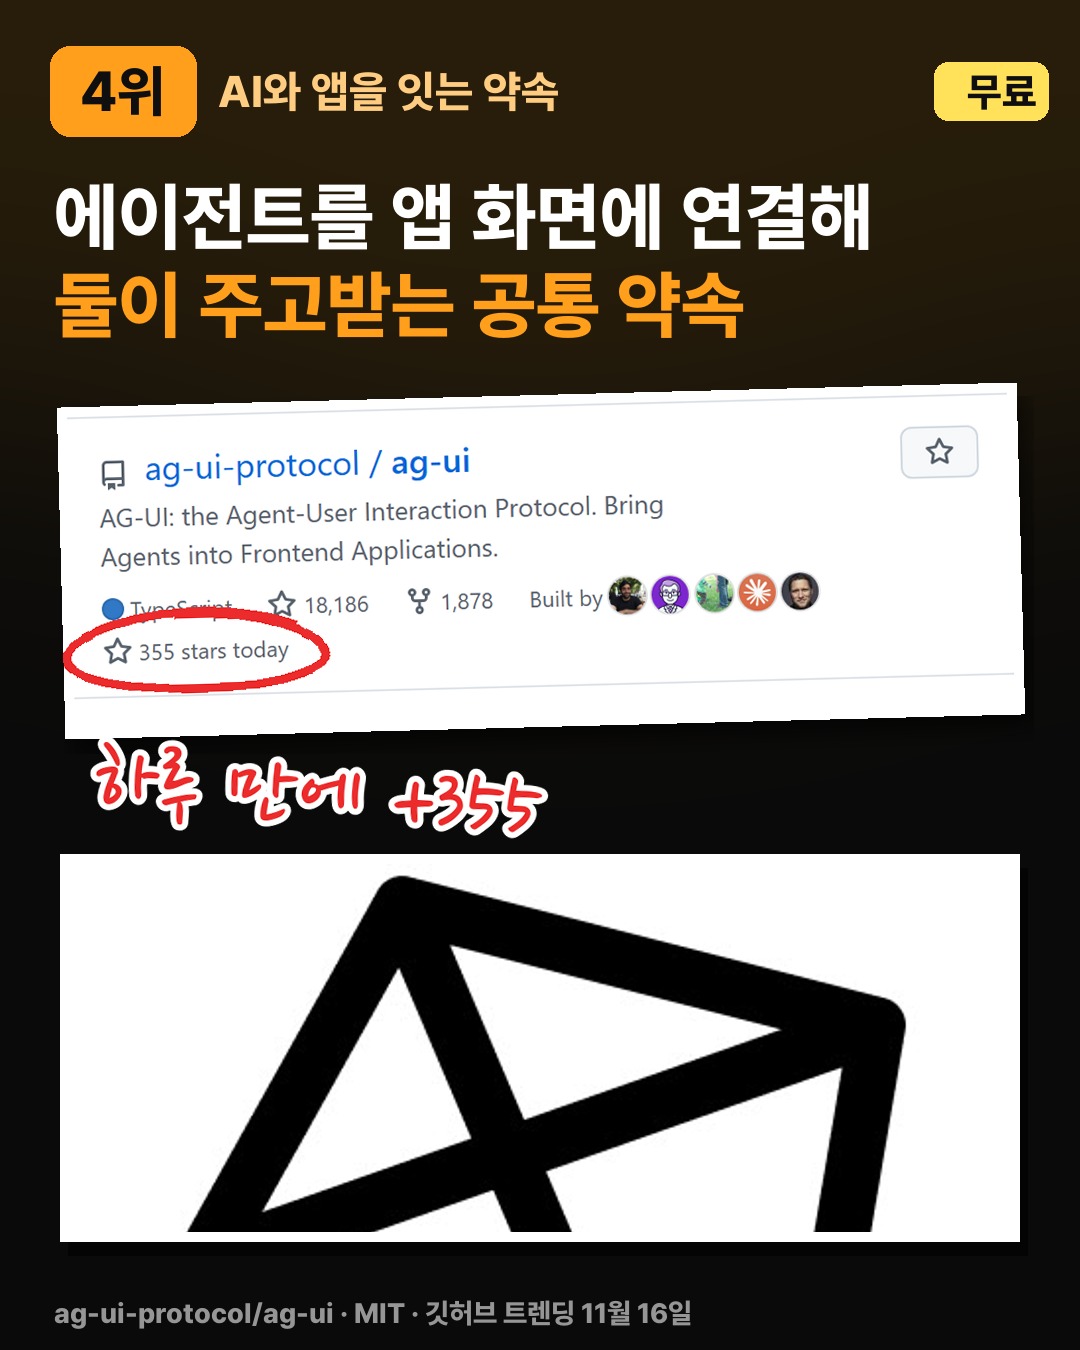 4위
AI와 앱을 잇는 약속
무료
에이전트를 앱 화면에 연결해
둘이 주고받는 공통 약속
ag-ui-protocol / ag-ui
AG-UI: the Agent-User Interaction Protocol. Bring
Agents into Frontend Applications.
TypeScript 18,186 1,878 Built by
355 stars today
하루 만에 +355
ag-ui-protocol/ag-ui · MIT · 깃허브 트렌딩 11월 16일